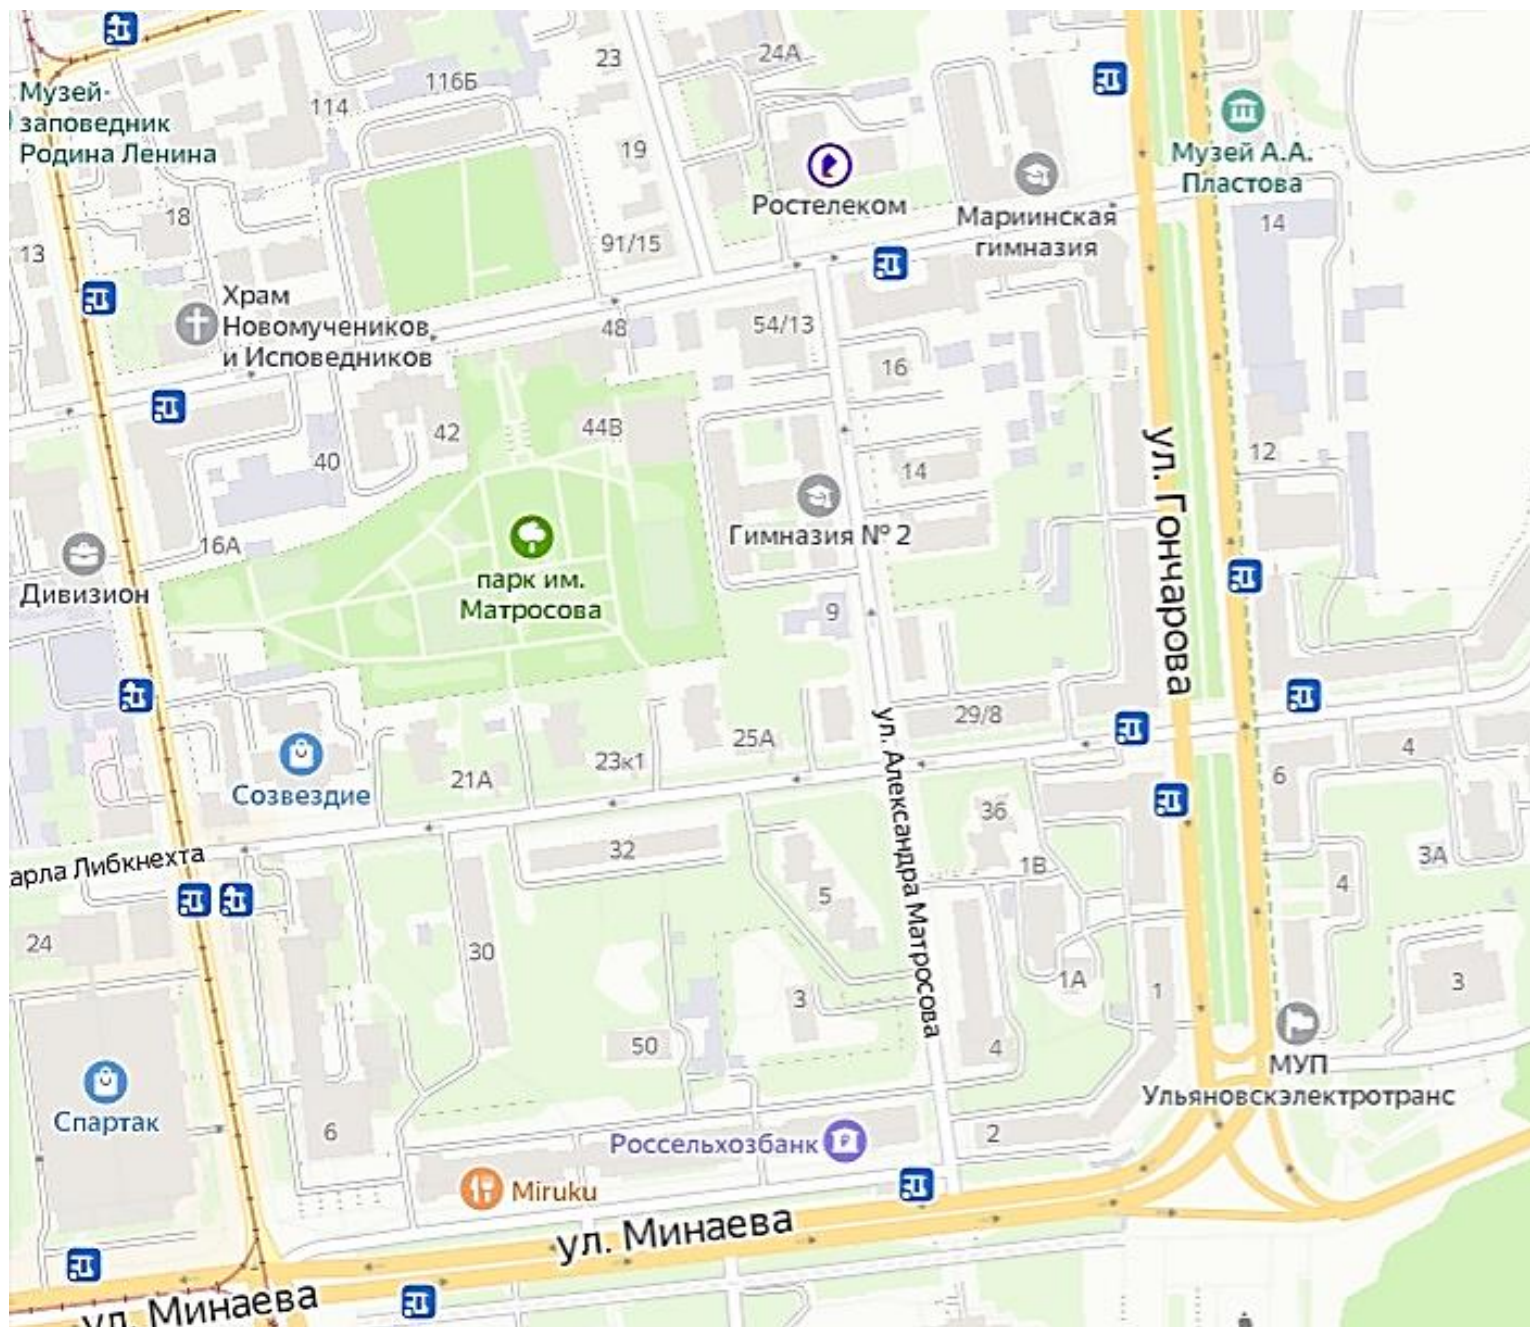 23
24А
116Б
Музей-
заповедник
Родина Ленина
114
19
Ростелеком
Мариинская
гимназия
Музей А.А.
Пластова
18
91/15
14
13
Храм
Новомучеников
и Исповедников
48
54/13
16
42
44В
40
14
12
ул. Гончарова
16А
Гимназия № 2
Дивизион
парк им.
Матросова
9
29/8
25А
23к1
21А
Созвездие
ул. Александра Матросова
4
6
36
32
арла Либкнехта
1В
3А
5
4
24
30
1А
1
3
3
50
4
МУП
Ульяновскэлектротранс
Спартак
6
Россельхозбанк
2
Miruku
ул. Минаева
ул. Минаева